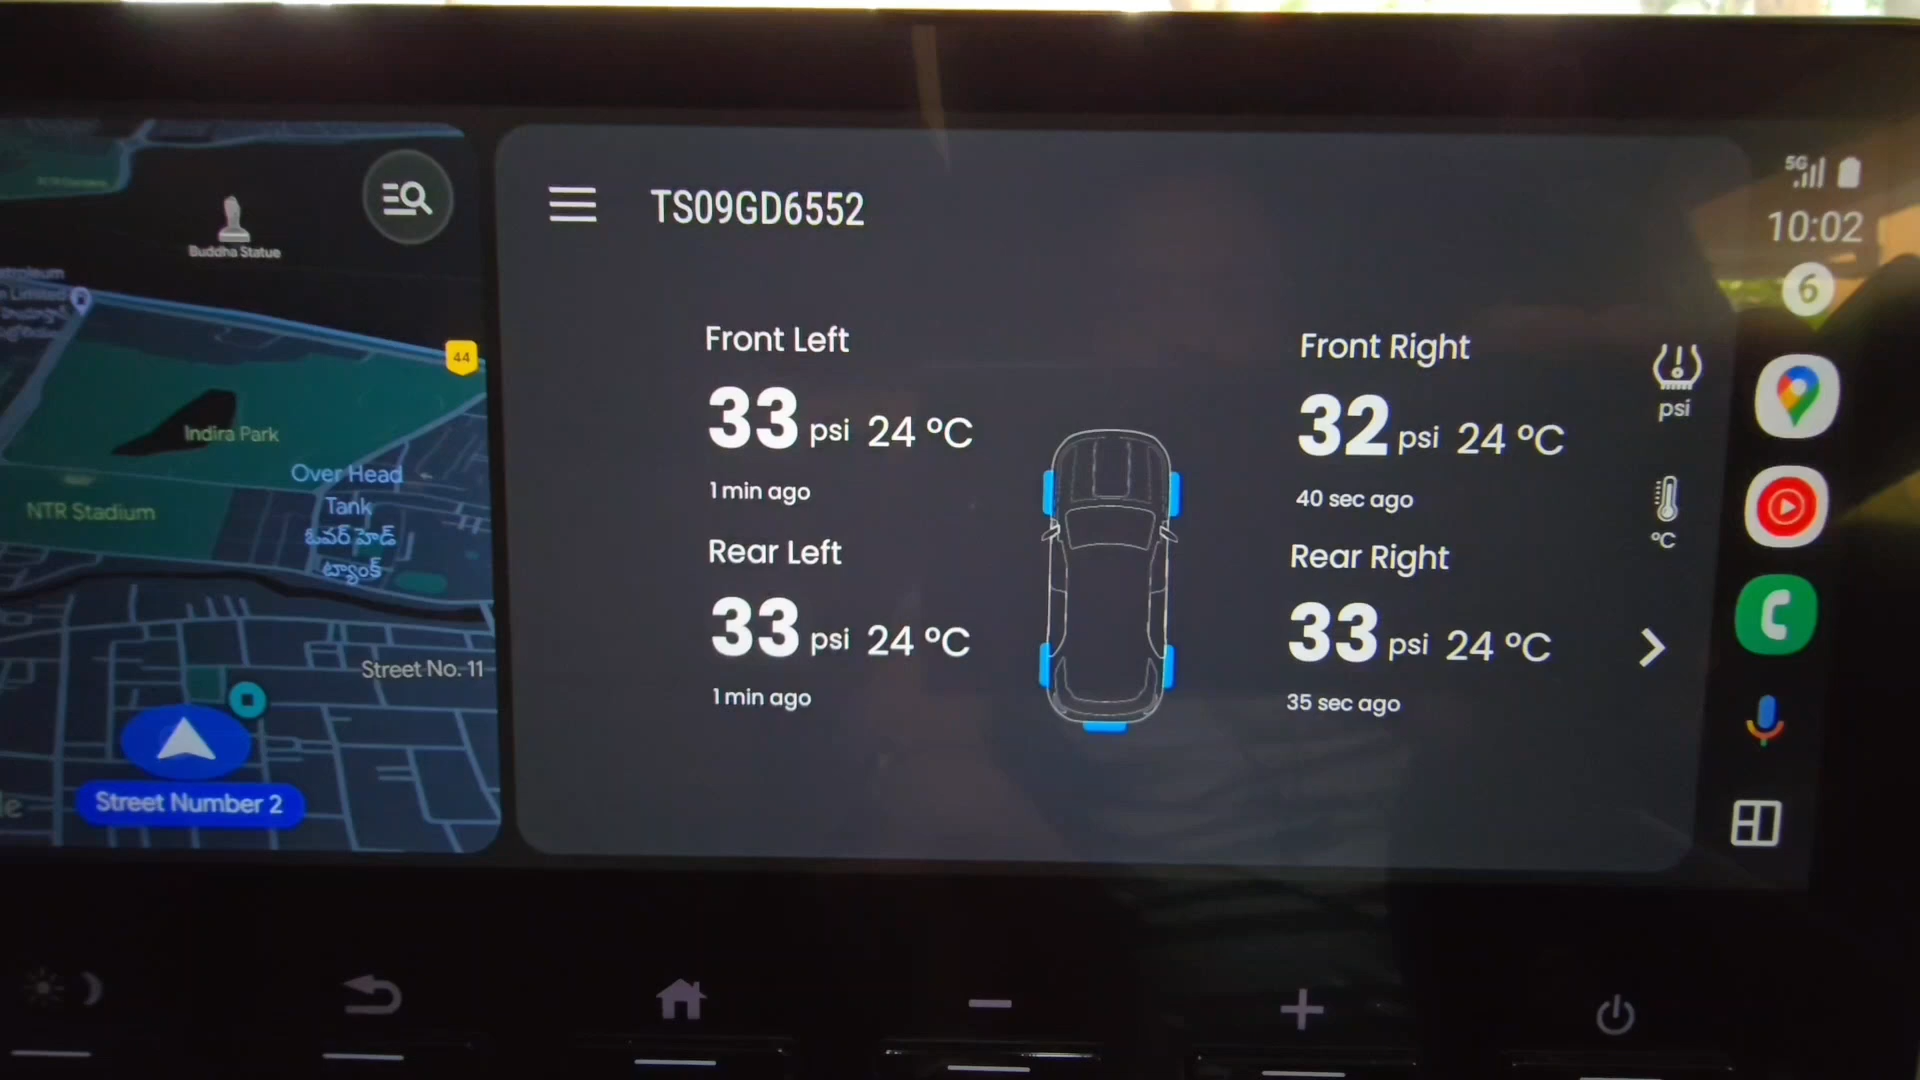 Buddha Statue
44
Indira Park
Over Head
Tank
ఓవర్ హెడ్
ట్యాంక్
NTR Stadium
Street No. 11
Street Number 2
TS09GD6552
Front Left
33 psi 24 °C
1 min ago
Front Right
32 psi 24 °C
40 sec ago
Rear Left
33 psi 24 °C
1 min ago
Rear Right
33 psi 24 °C
35 sec ago
psi
°C
5G
10:02
6